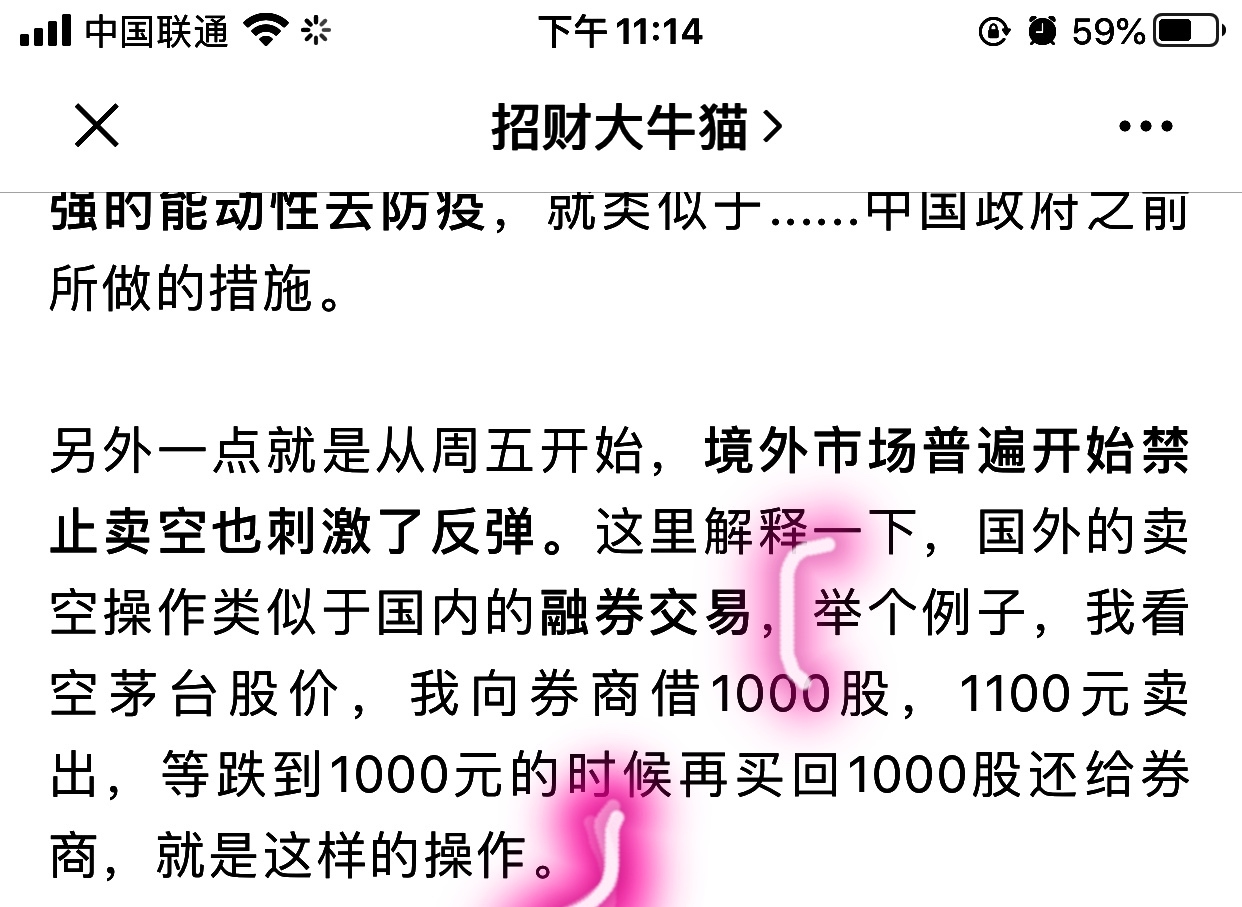 中国联通 下午11:14 59%
招财大牛猫
强的能动性去防疫，就类似于……中国政府之前
所做的措施。
另外一点就是从周五开始，境外市场普遍开始禁
止卖空也刺激了反弹。这里解释一下，国外的卖
空操作类似于国内的融券交易，举个例子，我看
空茅台股价，我向券商借1000股，1100元卖
出，等跌到1000元的时候再买回1000股还给券
商，就是这样的操作。